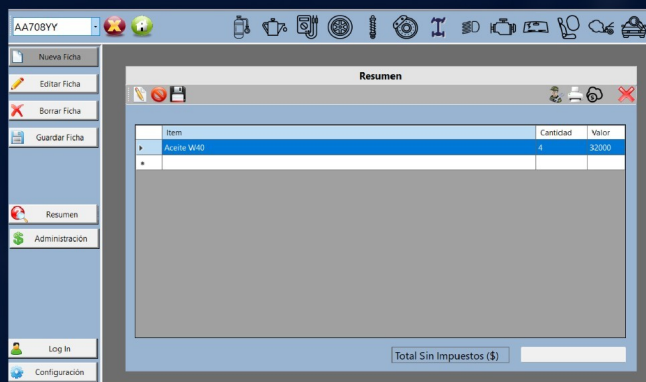 AA708YY
Nueva Ficha
Editar Ficha
Borrar Ficha
Guardar Ficha
Resumen
Administración
Log In
Configuración
Resumen
Item Cantidad Valor
Aceite W40 4 32000
Total Sin Impuestos ($)